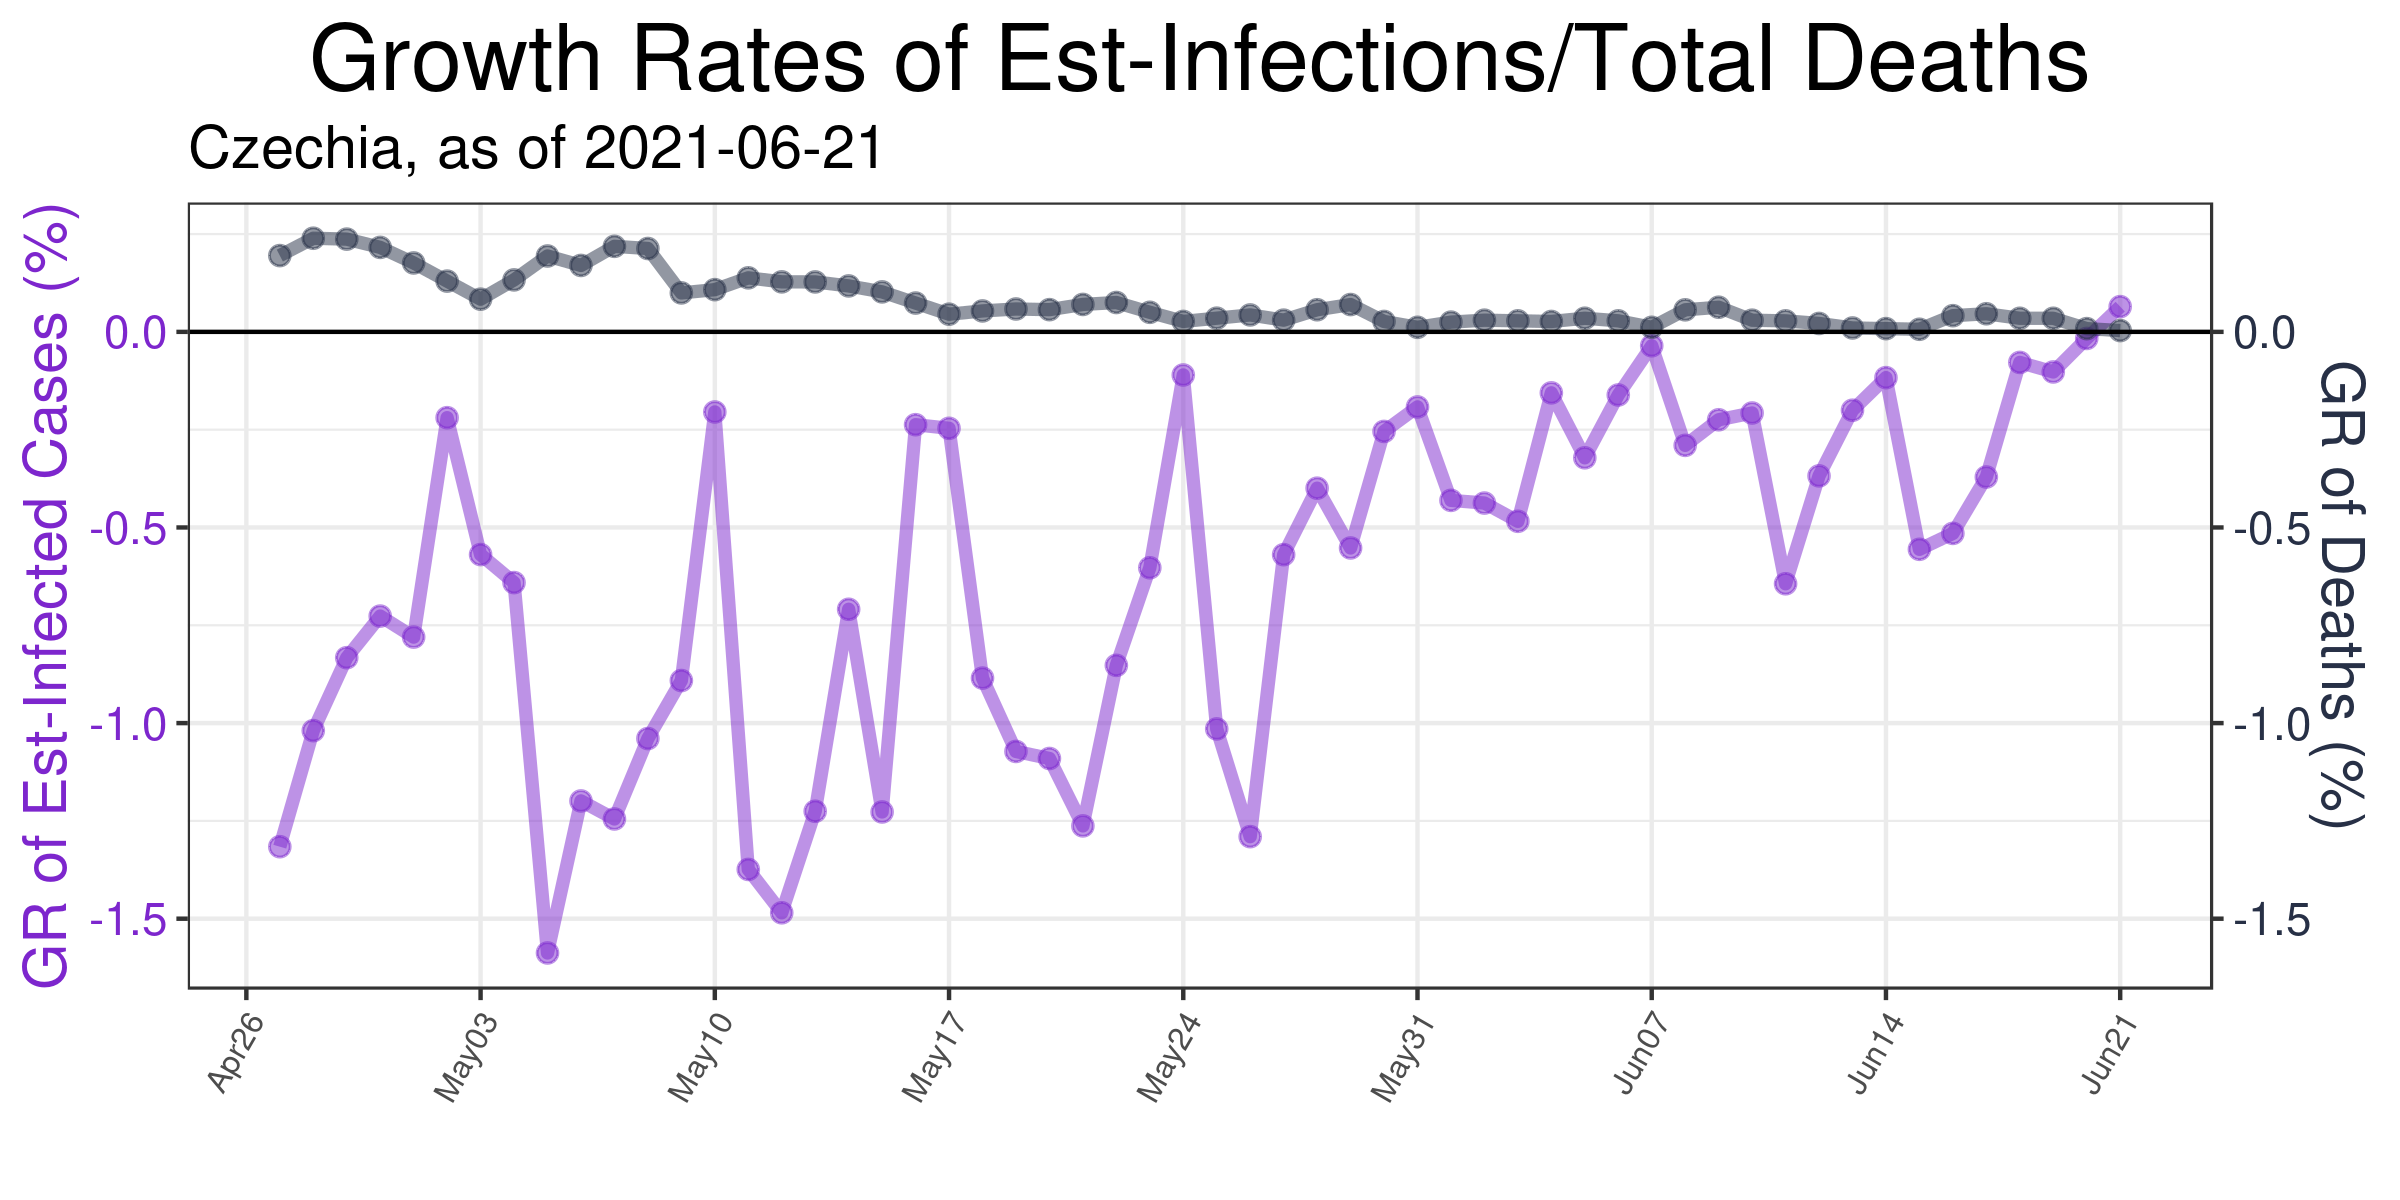 Growth Rates of Est-Infections/Total Deaths
Czechia, as of 2021-06-21
GR of Est-Infected Cases (%)
0.0
-0.5
-1.0
-1.5
0.0
-0.5
-1.0
-1.5
GR of Deaths (%)
Apr26
May03
May10
May17
May24
May31
Jun07
Jun14
Jun21